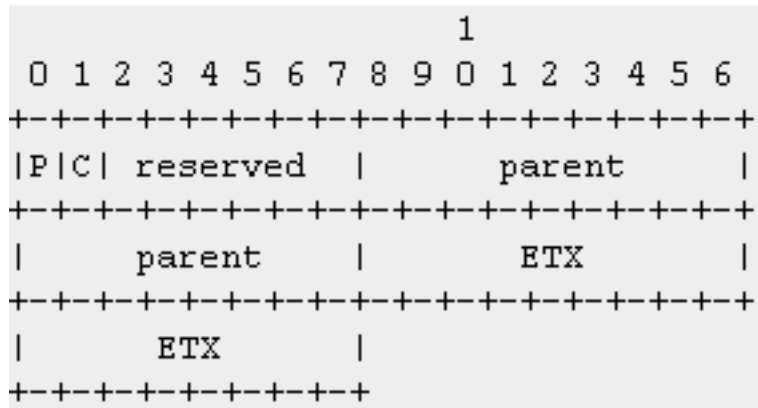 1
 0 1 2 3 4 5 6 7 8 9 0 1 2 3 4 5 6
+-+-+-+-+-+-+-+-+-+-+-+-+-+-+-+-+-+
|P|C| reserved  |      parent     |
+-+-+-+-+-+-+-+-+-+-+-+-+-+-+-+-+-+
|     parent    |       ETX       |
+-+-+-+-+-+-+-+-+-+-+-+-+-+-+-+-+-+
|      ETX      |
+-+-+-+-+-+-+-+-+